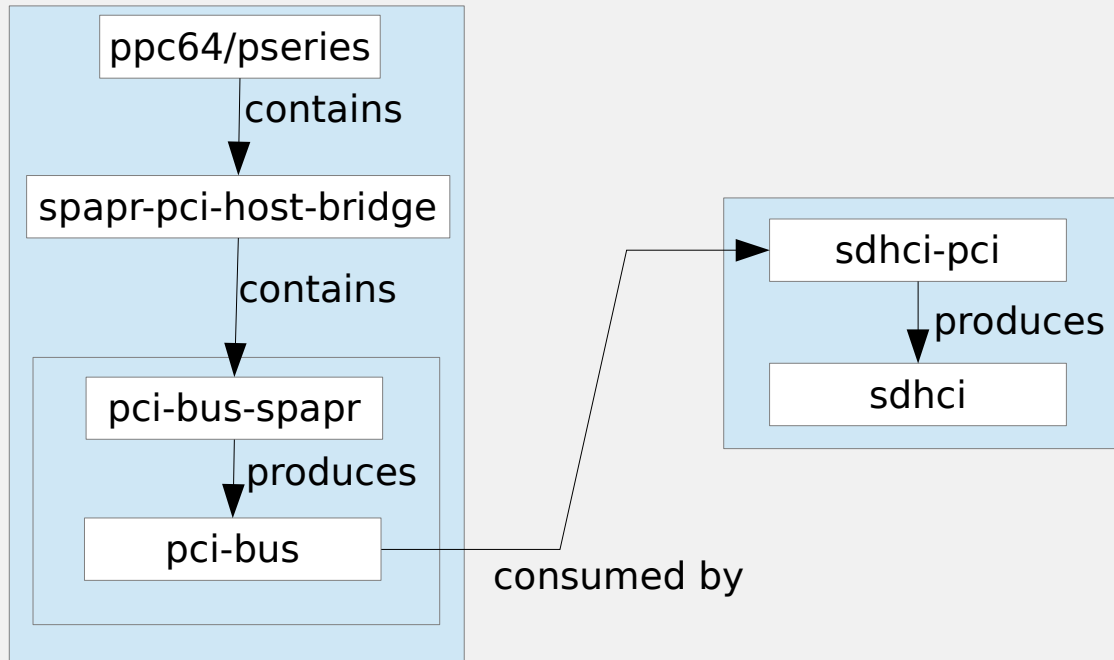 ppc64/pseries
contains
spapr-pci-host-bridge
contains
pci-bus-spapr
produces
pci-bus
consumed by
sdhci-pci
produces
sdhci